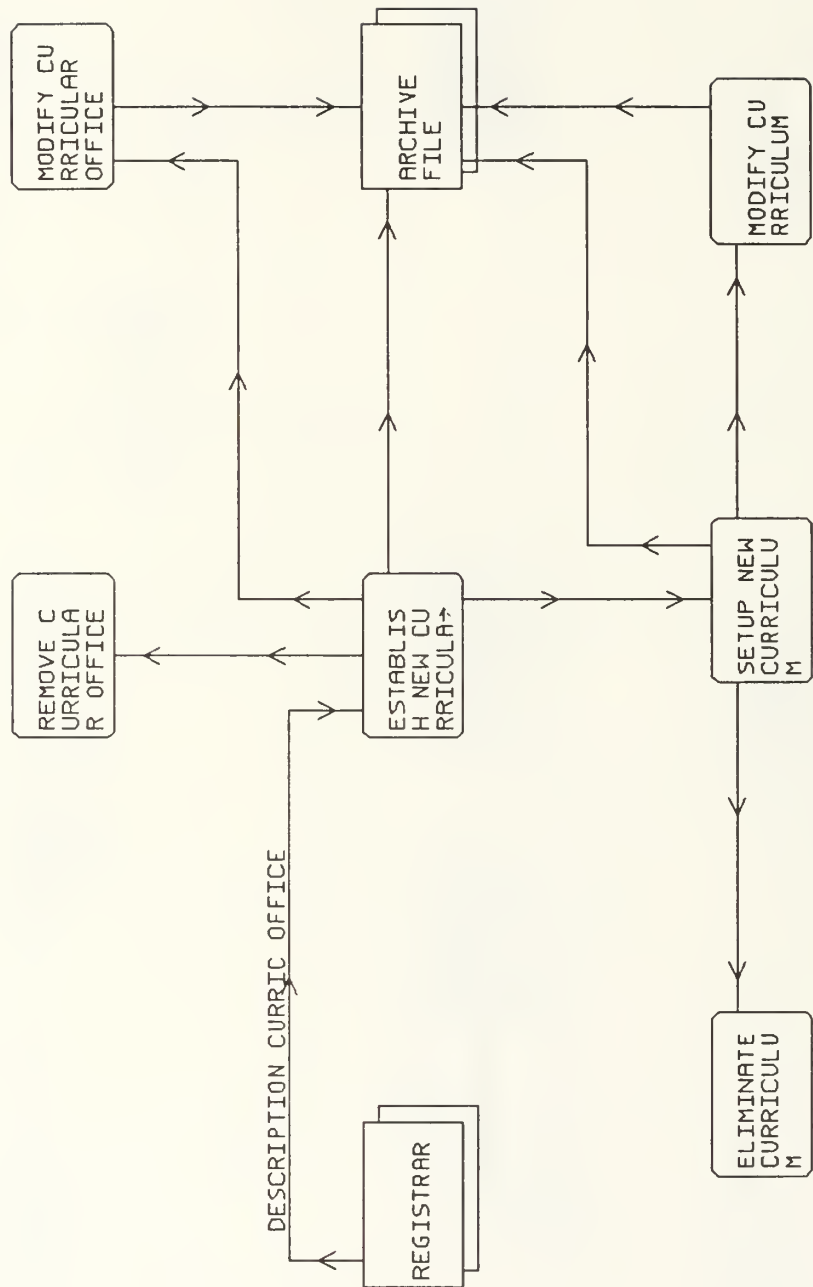 REMOVE C
URRICULA
R OFFICE
MODIFY CU
RRICULAR
OFFICE
DESCRIPTION CURRIC OFFICE
REGISTRAR
ESTABLIS
H NEW CU
RRICULA→
ARCHIVE
FILE
ELIMINATE
CURRICULU
M
SETUP NEW
CURRICULU
M
MODIFY CU
RRICULUM